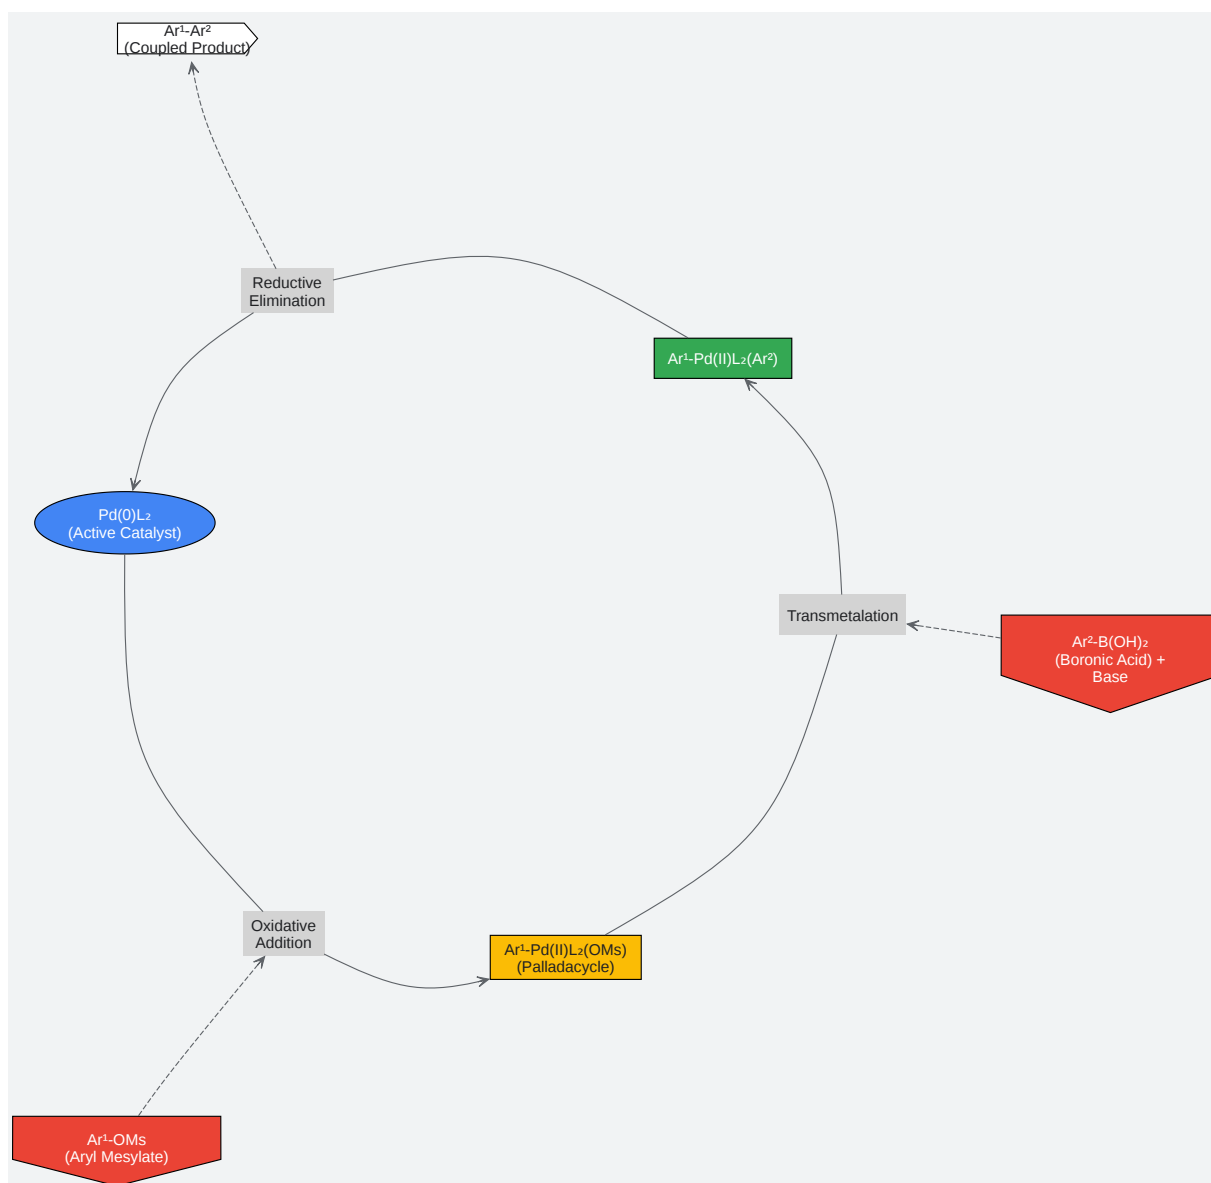 Ar¹-Ar²
(Coupled Product)
Reductive
Elimination
Ar¹-Pd(II)L₂(Ar²)
Pd(0)L₂
(Active Catalyst)
Transmetalation
Ar²-B(OH)₂
(Boronic Acid) +
Base
Oxidative
Addition
Ar¹-Pd(II)L₂(OMs)
(Palladacycle)
Ar¹-OMs
(Aryl Mesylate)